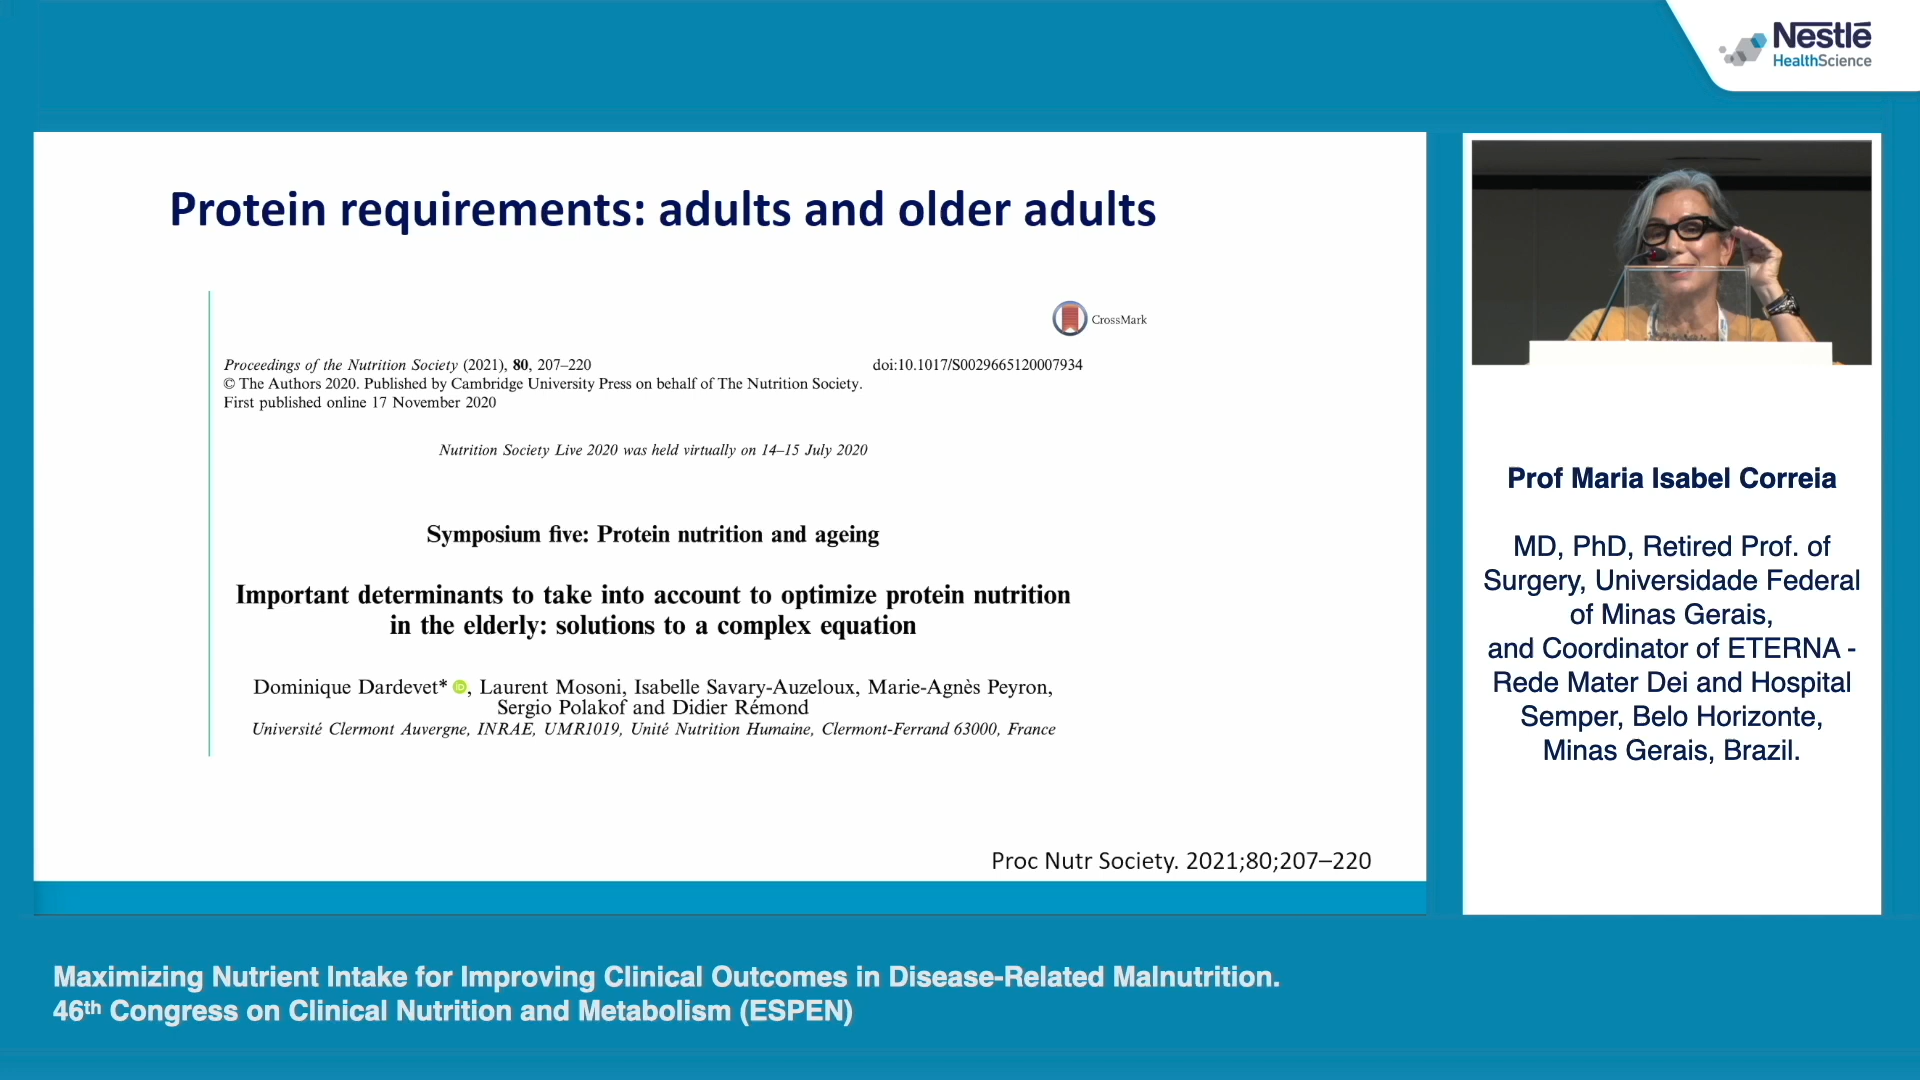 Nestlé
HealthScience
Protein requirements: adults and older adults
CrossMark
Proceedings of the Nutrition Society (2021), 80, 207–220
doi:10.1017/S0029665120007934
© The Authors 2020. Published by Cambridge University Press on behalf of The Nutrition Society.
First published online 17 November 2020
Nutrition Society Live 2020 was held virtually on 14–15 July 2020
Symposium five: Protein nutrition and ageing
Important determinants to take into account to optimize protein nutrition
in the elderly: solutions to a complex equation
Dominique Dardevet* iD, Laurent Mosoni, Isabelle Savary-Auzeloux, Marie-Agnès Peyron,
Sergio Polakof and Didier Rémond
Université Clermont Auvergne, INRAE, UMR1019, Unité Nutrition Humaine, Clermont-Ferrand 63000, France
Proc Nutr Society. 2021;80;207–220
Prof Maria Isabel Correia
MD, PhD, Retired Prof. of
Surgery, Universidade Federal
of Minas Gerais,
and Coordinator of ETERNA -
Rede Mater Dei and Hospital
Semper, Belo Horizonte,
Minas Gerais, Brazil.
Maximizing Nutrient Intake for Improving Clinical Outcomes in Disease-Related Malnutrition.
46th Congress on Clinical Nutrition and Metabolism (ESPEN)